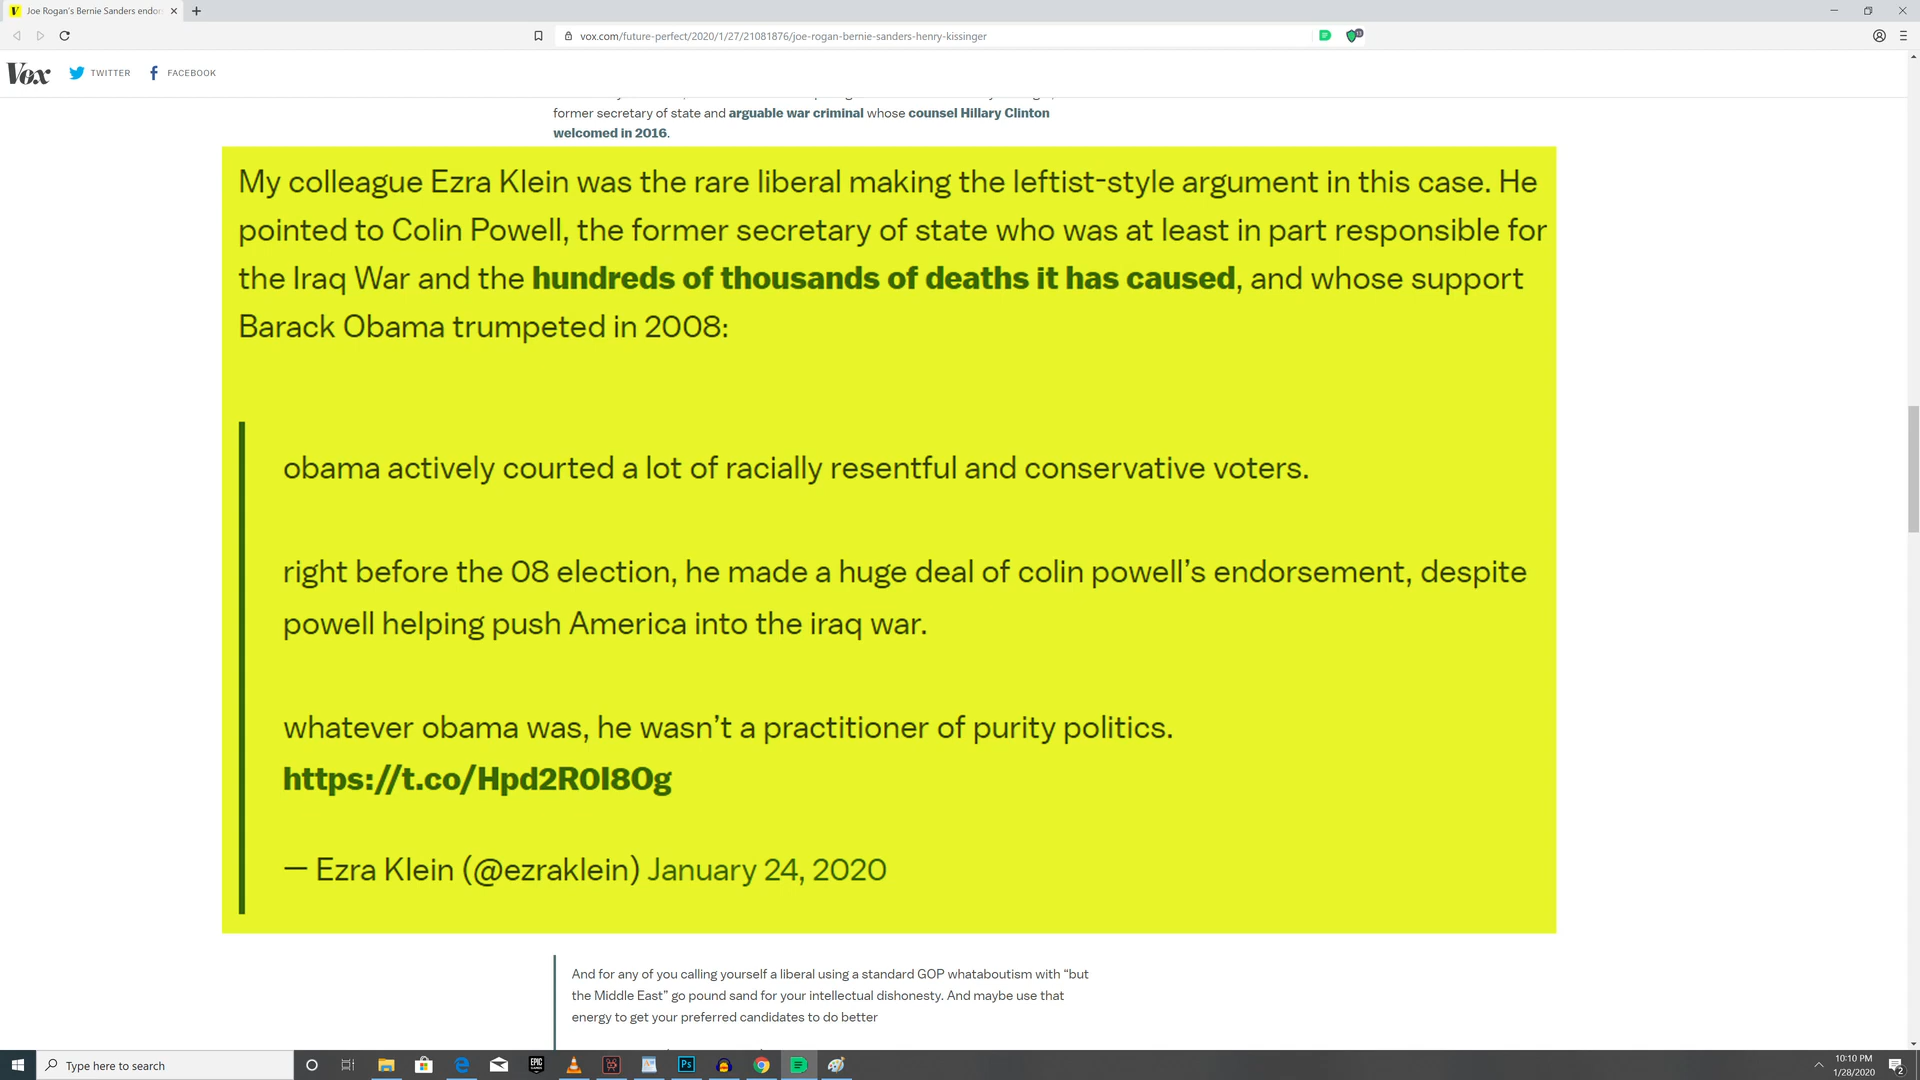 Joe Rogan's Bernie Sanders endor
vox.com/future-perfect/2020/1/27/21081876/joe-rogan-bernie-sanders-henry-kissinger
Vox TWITTER FACEBOOK
former secretary of state and arguable war criminal whose counsel Hillary Clinton
welcomed in 2016.
My colleague Ezra Klein was the rare liberal making the leftist-style argument in this case. He
pointed to Colin Powell, the former secretary of state who was at least in part responsible for
the Iraq War and the hundreds of thousands of deaths it has caused, and whose support
Barack Obama trumpeted in 2008:
obama actively courted a lot of racially resentful and conservative voters.
right before the 08 election, he made a huge deal of colin powell’s endorsement, despite
powell helping push America into the iraq war.
whatever obama was, he wasn’t a practitioner of purity politics.
https://t.co/Hpd2R0I8Og
— Ezra Klein (@ezraklein) January 24, 2020
And for any of you calling yourself a liberal using a standard GOP whataboutism with “but
the Middle East” go pound sand for your intellectual dishonesty. And maybe use that
energy to get your preferred candidates to do better
Type here to search
EPIC
Ps
10:10 PM
1/28/2020
2